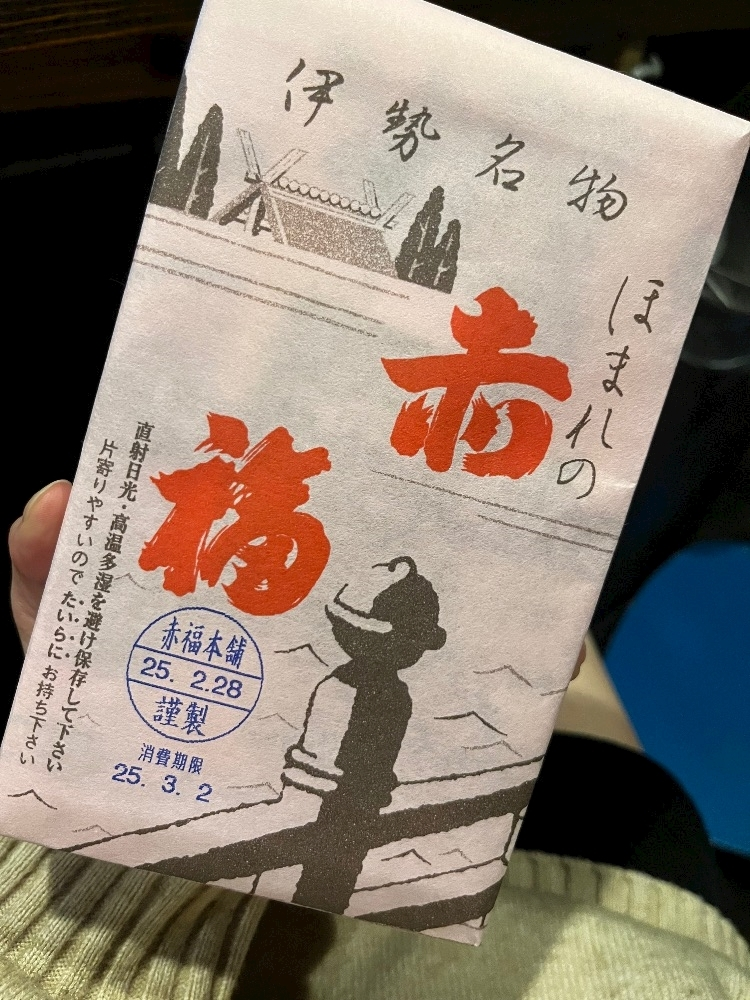 伊勢名物
ほまれの
赤福
直射日光・高温多湿を避け保存して下さい
片寄りやすいのでたいらにお持ち下さい
赤福本舗
25. 2.28
謹製
消費期限
25. 3. 2